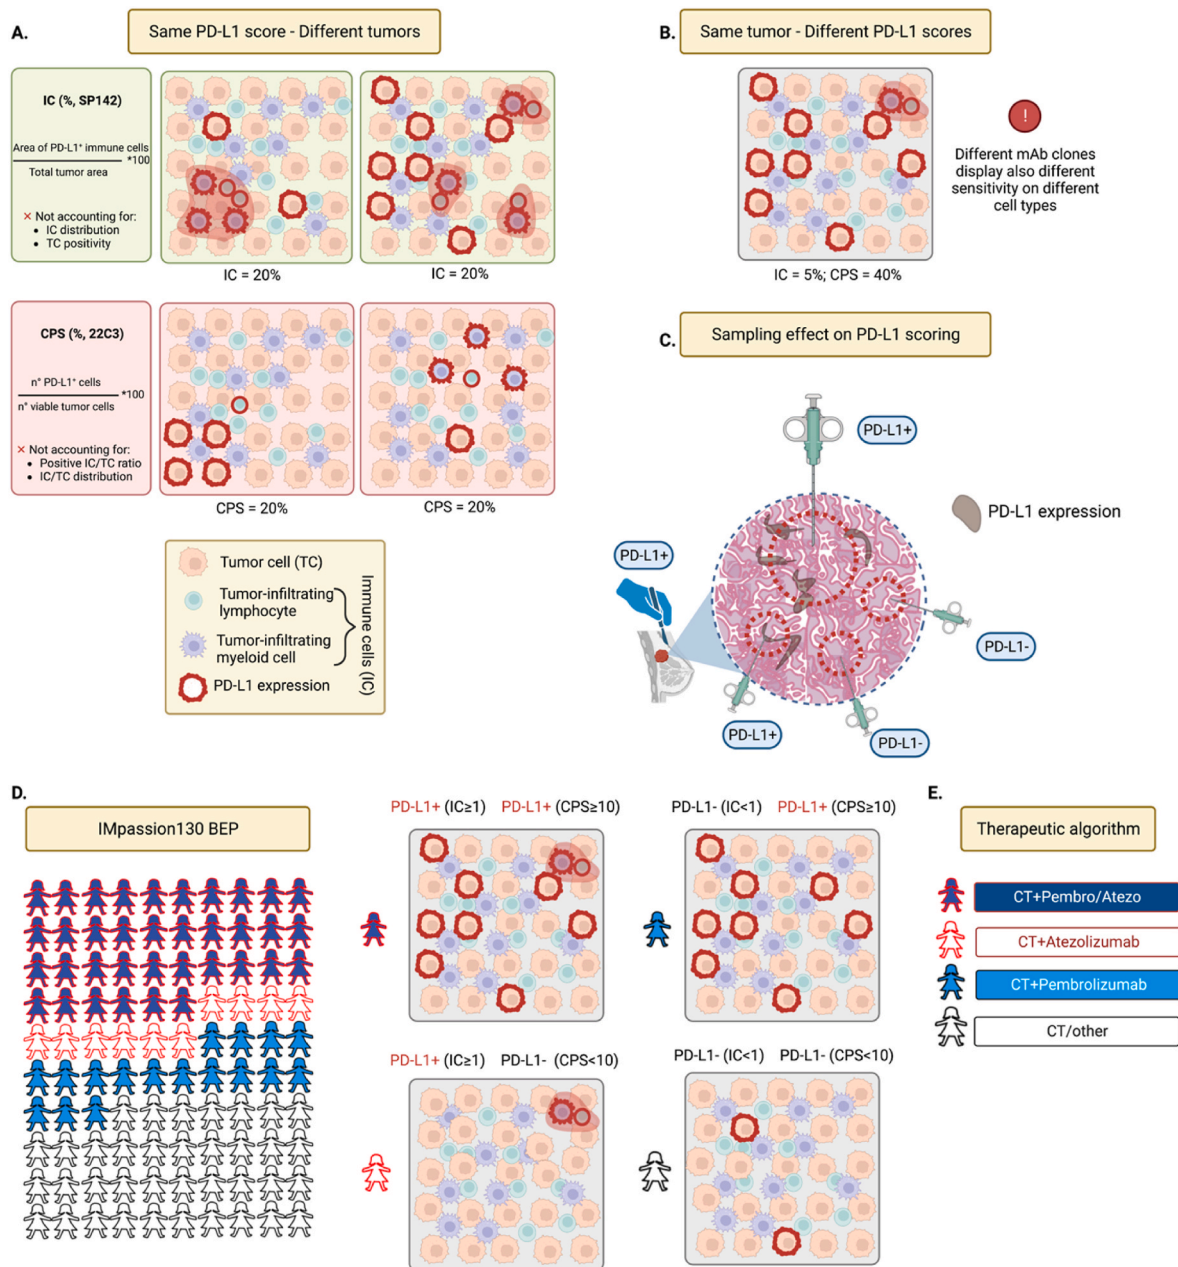 A.
Same PD-L1 score - Different tumors
IC (%, SP142)
Area of PD-L1⁺ immune cells
Total tumor area
*100
✕ Not accounting for:
• IC distribution
• TC positivity
IC = 20%
IC = 20%
CPS (%, 22C3)
n° PD-L1⁺ cells
n° viable tumor cells
*100
✕ Not accounting for:
• Positive IC/TC ratio
• IC/TC distribution
CPS = 20%
CPS = 20%
Tumor cell (TC)
Tumor-infiltrating
lymphocyte
Tumor-infiltrating
myeloid cell
PD-L1 expression
Immune cells (IC)
B.
Same tumor - Different PD-L1 scores
IC = 5%; CPS = 40%
!
Different mAb clones
display also different
sensitivity on different
cell types
C.
Sampling effect on PD-L1 scoring
PD-L1+
PD-L1 expression
PD-L1+
PD-L1-
PD-L1+
PD-L1-
D.
IMpassion130 BEP
PD-L1+ (IC≥1) PD-L1+ (CPS≥10)
PD-L1- (IC<1) PD-L1+ (CPS≥10)
PD-L1+ (IC≥1) PD-L1- (CPS<10)
PD-L1- (IC<1) PD-L1- (CPS<10)
E.
Therapeutic algorithm
CT+Pembro/Atezo
CT+Atezolizumab
CT+Pembrolizumab
CT/other